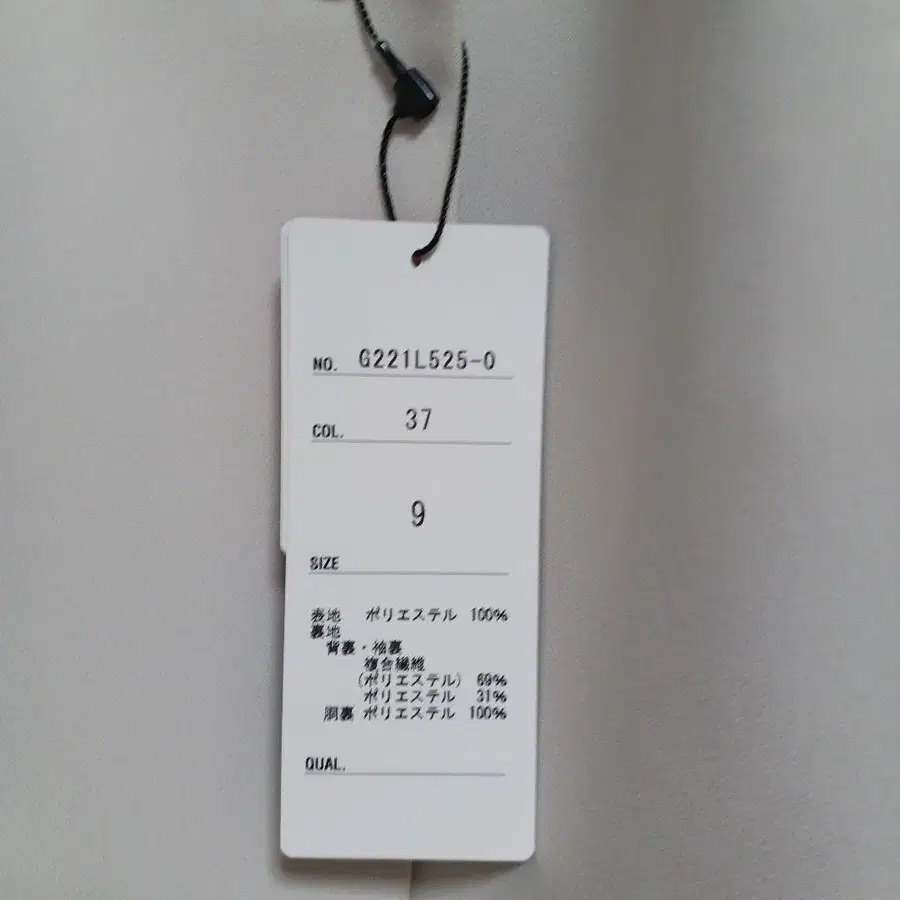 NO. G221L525-0
COL. 37
9
SIZE
表地 ポリエステル 100%
裏地
背裏・袖裏
複合繊維
(ポリエステル) 69%
ポリエステル 31%
胴裏 ポリエステル 100%
QUAL.